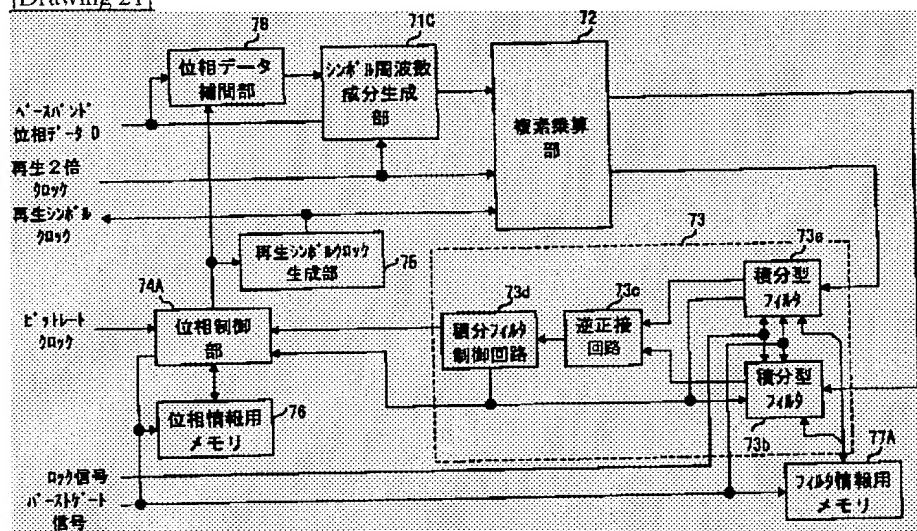 [Drawing 21]
78
位相データ
補間部
71C
シンボル周波数
成分生成
部
72
複素乗算
部
ベースバンド
位相データ D
再生2倍
クロック
再生シンボル
クロック
再生シンボルクロック
生成部
75
73
74A
位相制御
部
73d
積分フィルタ
制御回路
73c
逆正接
回路
73a
積分型
フィルタ
積分型
フィルタ
73b
ビットレート
クロック
位相情報用
メモリ
76
77A
フィルタ情報用
メモリ
ロック信号
バーストゲート
信号